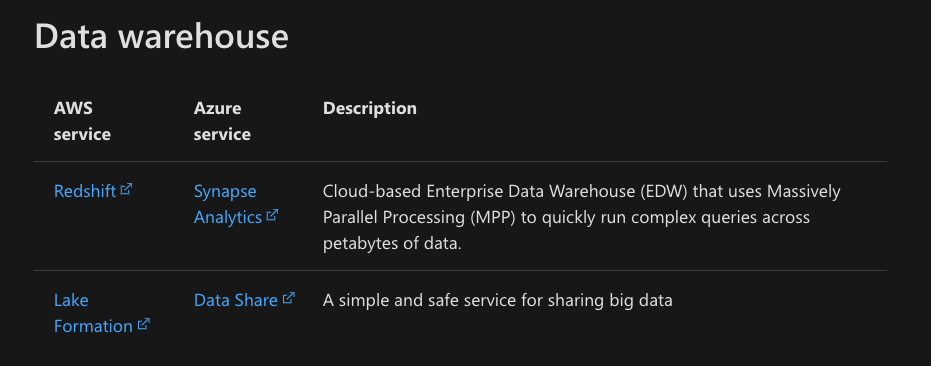 Data warehouse
AWS service
Azure service
Description
Redshift
Synapse Analytics
Cloud-based Enterprise Data Warehouse (EDW) that uses Massively
Parallel Processing (MPP) to quickly run complex queries across
petabytes of data.
Lake Formation
Data Share
A simple and safe service for sharing big data